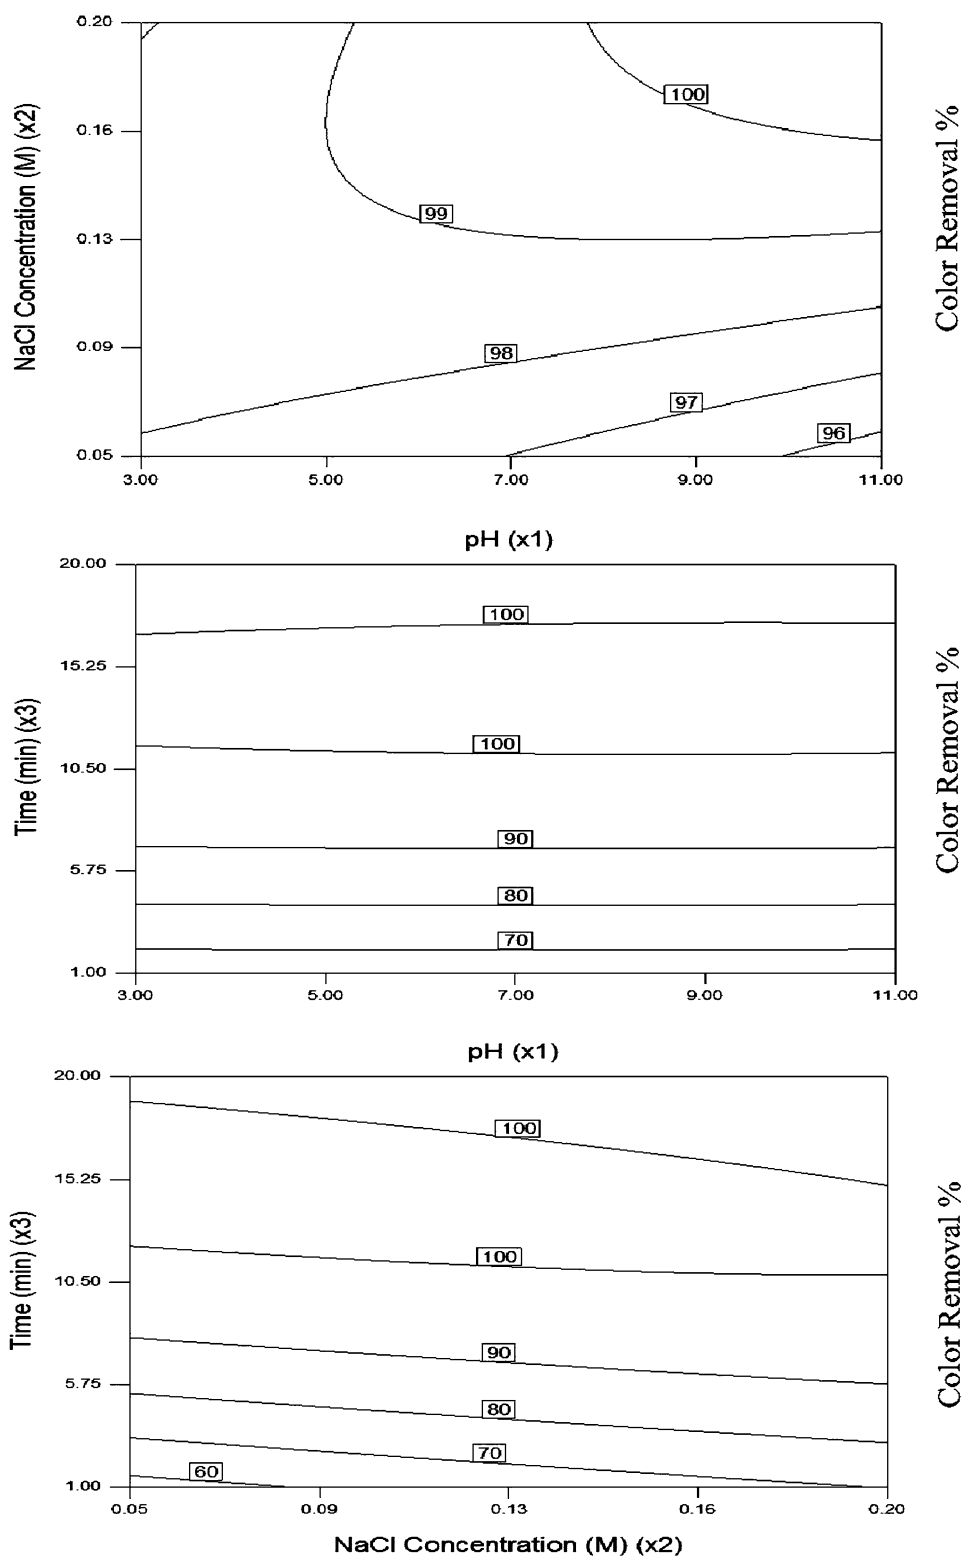 0.20
0.16
0.13
0.09
0.05
NaCl Concentration (M) (x2)
100
99
98
97
96
3.00 5.00 7.00 9.00 11.00
pH (x1)
Color Removal %
20.00
15.25
10.50
5.75
1.00
Time (min) (x3)
100
100
90
80
70
3.00 5.00 7.00 9.00 11.00
pH (x1)
Color Removal %
20.00
15.25
10.50
5.75
1.00
Time (min) (x3)
100
100
90
80
70
60
0.05 0.09 0.13 0.16 0.20
NaCl Concentration (M) (x2)
Color Removal %